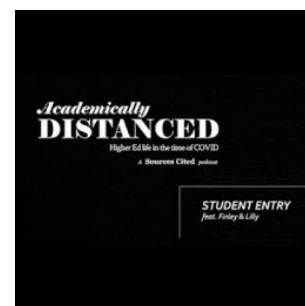 Academically
DISTANCED
Higher Ed life in the time of COVID
A Sources Cited podcast
STUDENT ENTRY
feat. Finley & Lilly